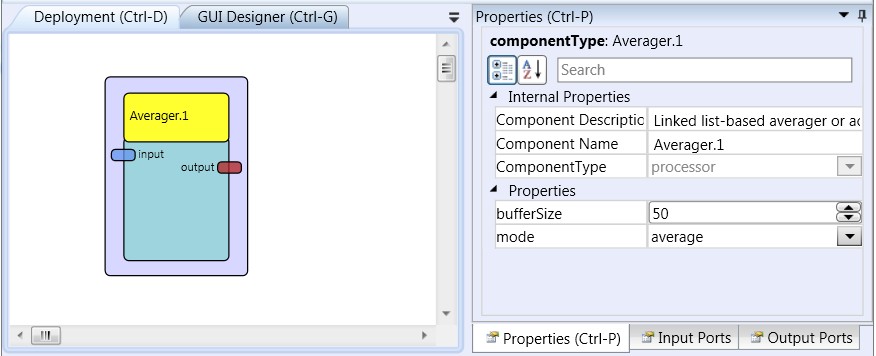 Deployment (Ctrl-D)
GUI Designer (Ctrl-G)
Averager.1
input
output
Properties (Ctrl-P)
componentType: Averager.1
A
Z
Search
Internal Properties
Component Descriptic Linked list-based averager or ac
Component Name Averager.1
ComponentType processor
Properties
bufferSize 50
mode average
Properties (Ctrl-P)
Input Ports
Output Ports